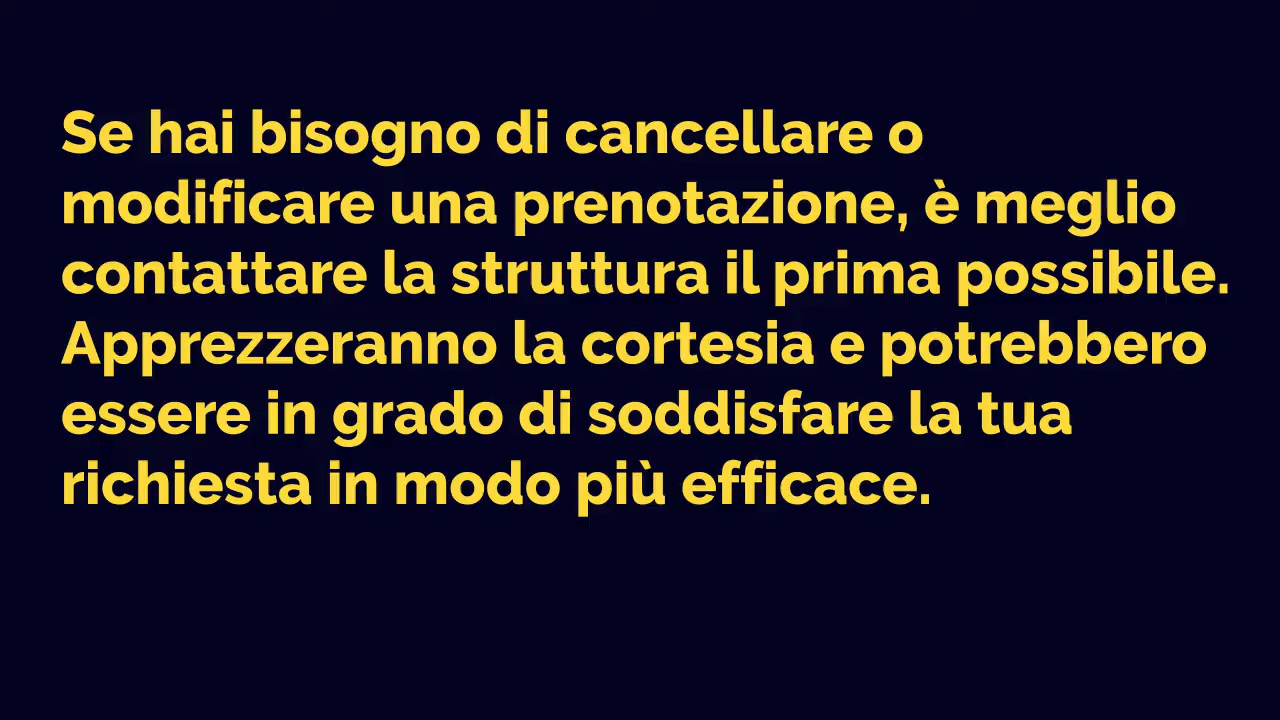 Se hai bisogno di cancellare o
modificare una prenotazione, è meglio
contattare la struttura il prima possibile.
Apprezzeranno la cortesia e potrebbero
essere in grado di soddisfare la tua
richiesta in modo più efficace.